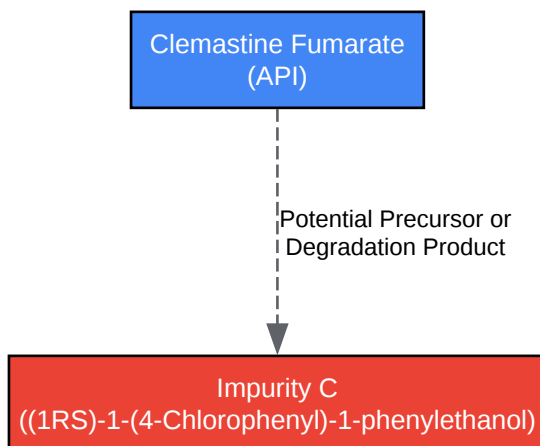 Clemastine Fumarate
(API)
Potential Precursor or
Degradation Product
Impurity C
((1RS)-1-(4-Chlorophenyl)-1-phenylethanol)